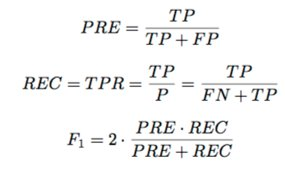 PRE = TP / (TP + FP)
REC = TPR = TP / P = TP / (FN + TP)
F₁ = 2 · (PRE · REC) / (PRE + REC)